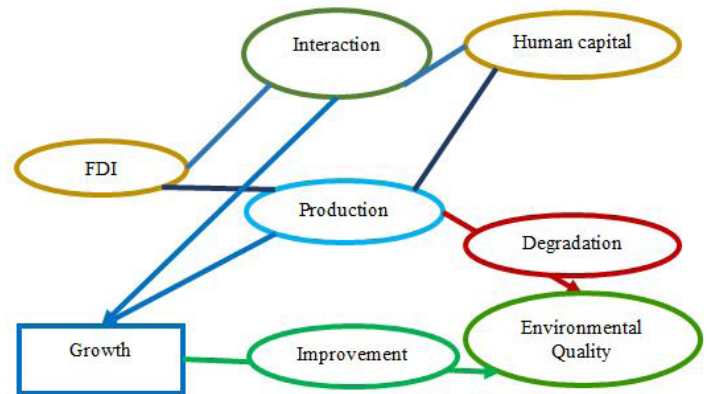 Interaction
Human capital
FDI
Production
Degradation
Growth
Improvement
Environmental
Quality